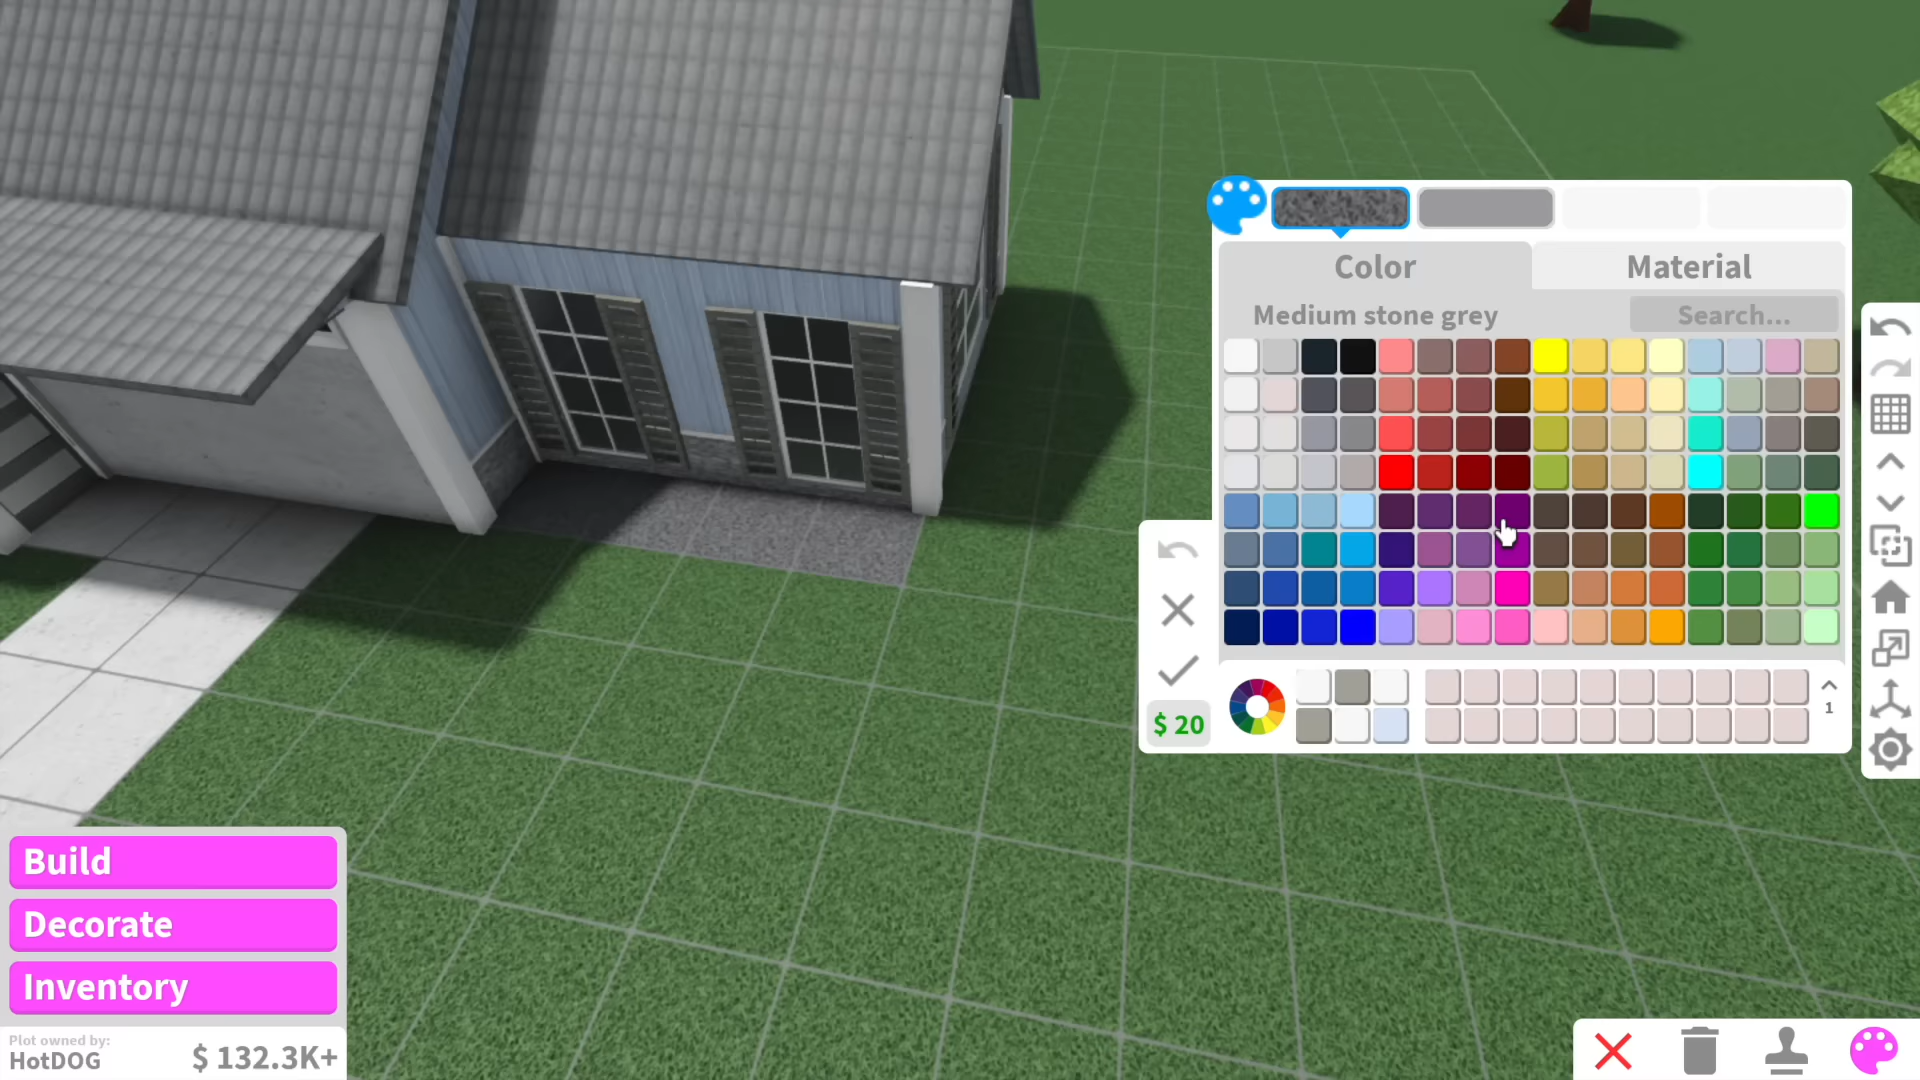 Color
Material
Medium stone grey
Search...
$ 20
1
Build
Decorate
Inventory
Plot owned by:
HotDOG
$ 132.3K+